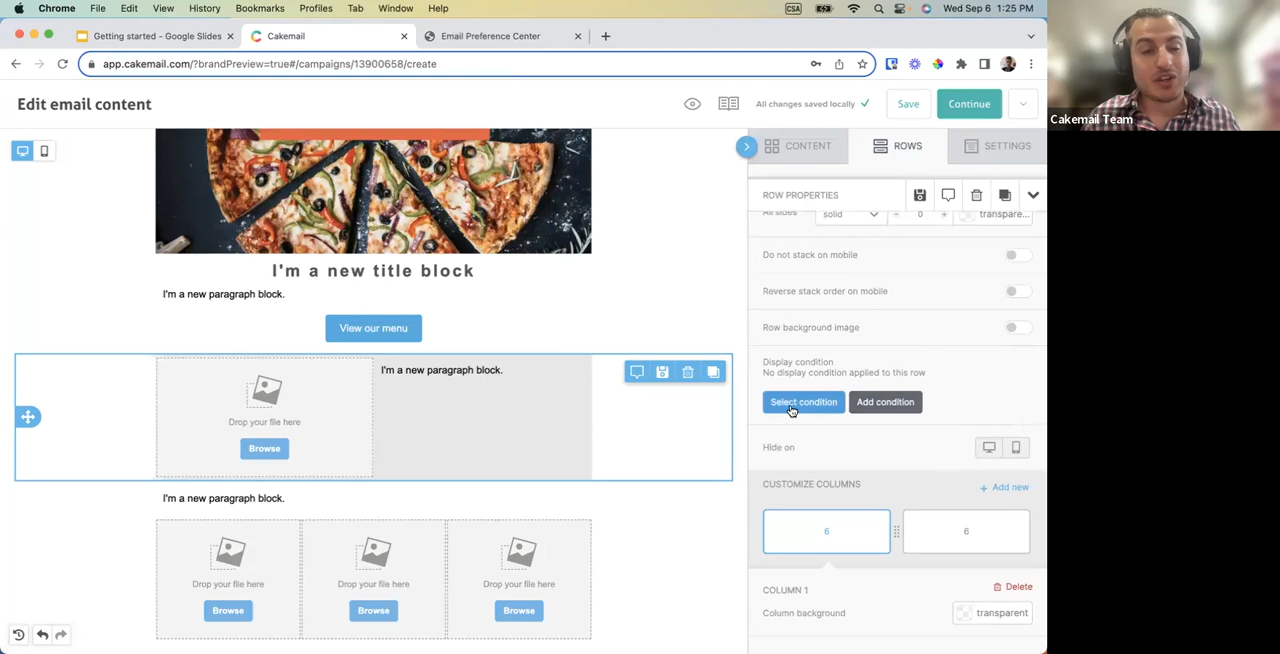 Chrome File Edit View History Bookmarks Profiles Tab Window Help
CSA Wed Sep 6 1:25 PM
Getting started - Google Slides
Cakemail
Email Preference Center
app.cakemail.com/?brandPreview=true#/campaigns/13900658/create
Edit email content
All changes saved locally
Save
Continue
CONTENT
ROWS
SETTINGS
ROW PROPERTIES
All sides
solid
- 0 +
transpare...
Do not stack on mobile
Reverse stack order on mobile
Row background image
Display condition
No display condition applied to this row
Select condition
Add condition
Hide on
CUSTOMIZE COLUMNS
+ Add new
6
6
COLUMN 1
Delete
Column background
transparent
I'm a new title block
I'm a new paragraph block.
View our menu
Drop your file here
Browse
I'm a new paragraph block.
I'm a new paragraph block.
Drop your file here
Browse
Drop your file here
Browse
Drop your file here
Browse
Cakemail Team